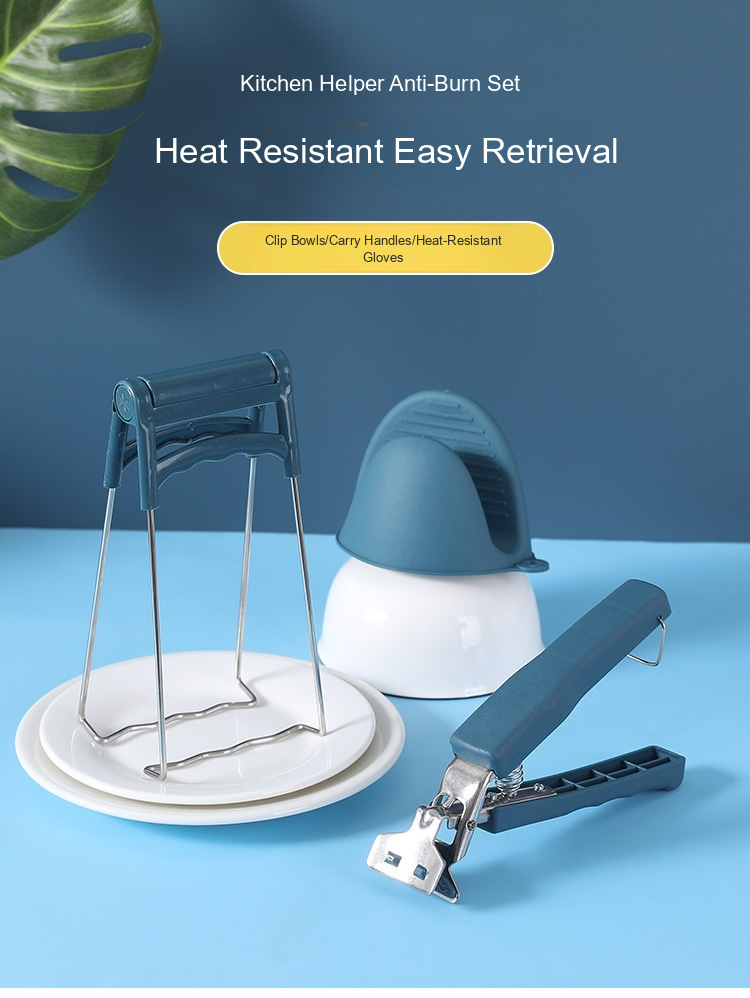 Kitchen Helper Anti-Burn Set
Heat Resistant Easy Retrieval
Clip Bowls/Carry Handles/Heat-Resistant
Gloves